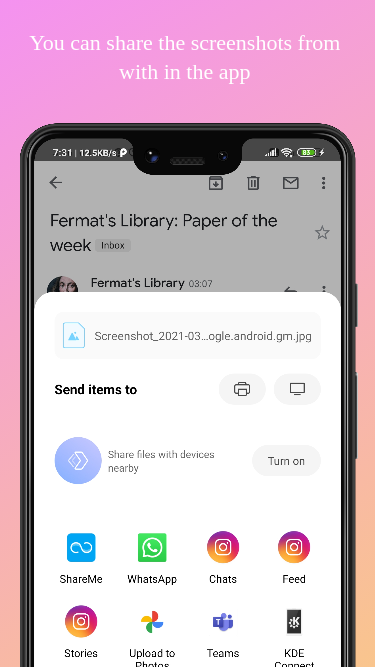 You can share the screenshots from
with in the app
7:31 | 12.5KB/s
83
Fermat's Library: Paper of the
week Inbox
Fermat's Library 03:07
Screenshot_2021-03...ogle.android.gm.jpg
Send items to
Share files with devices
nearby
Turn on
ShareMe WhatsApp Chats Feed
Stories Upload to Teams KDE
Photos Connect